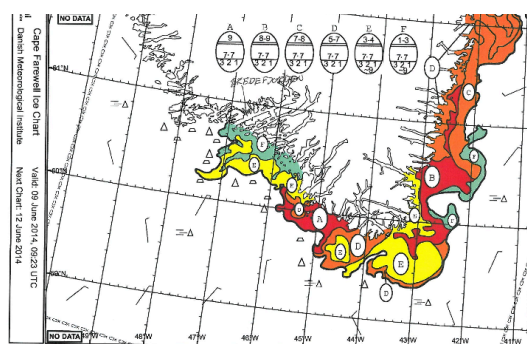 NO DATA
A B C D E F
9 8-9 7-8 5-7 3-4 1-3
7-7 7-7 7-7 7-7 7-7 7-7
3 2 1 3 2 1 3 2 1 3 2 1 3 2 1 3 2 1
-9 -9
Cape Farewell Ice Chart Valid: 09 June 2014, 09:23 UTC
Danish Meteorological Institute Next Chart: 12 June 2014
61°N
60°N
59°N
D
C
F
F
B
E
F
A
E
D
E
D
NO DATA
48°W 47°W 46°W 45°W 44°W 43°W 42°W 41°W